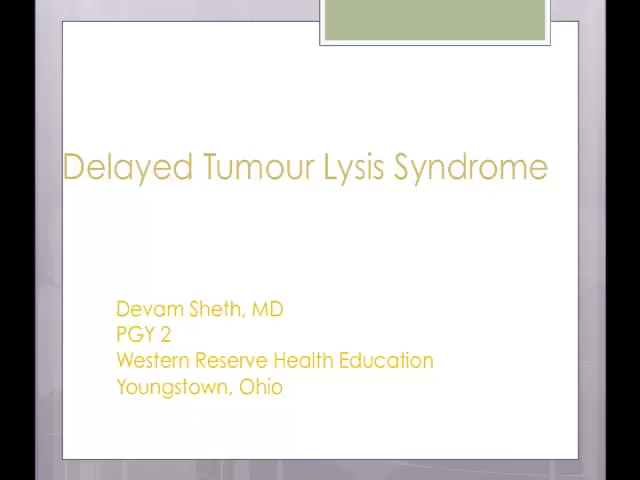 Delayed Tumour Lysis Syndrome
Devam Sheth, MD
PGY 2
Western Reserve Health Education
Youngstown, Ohio